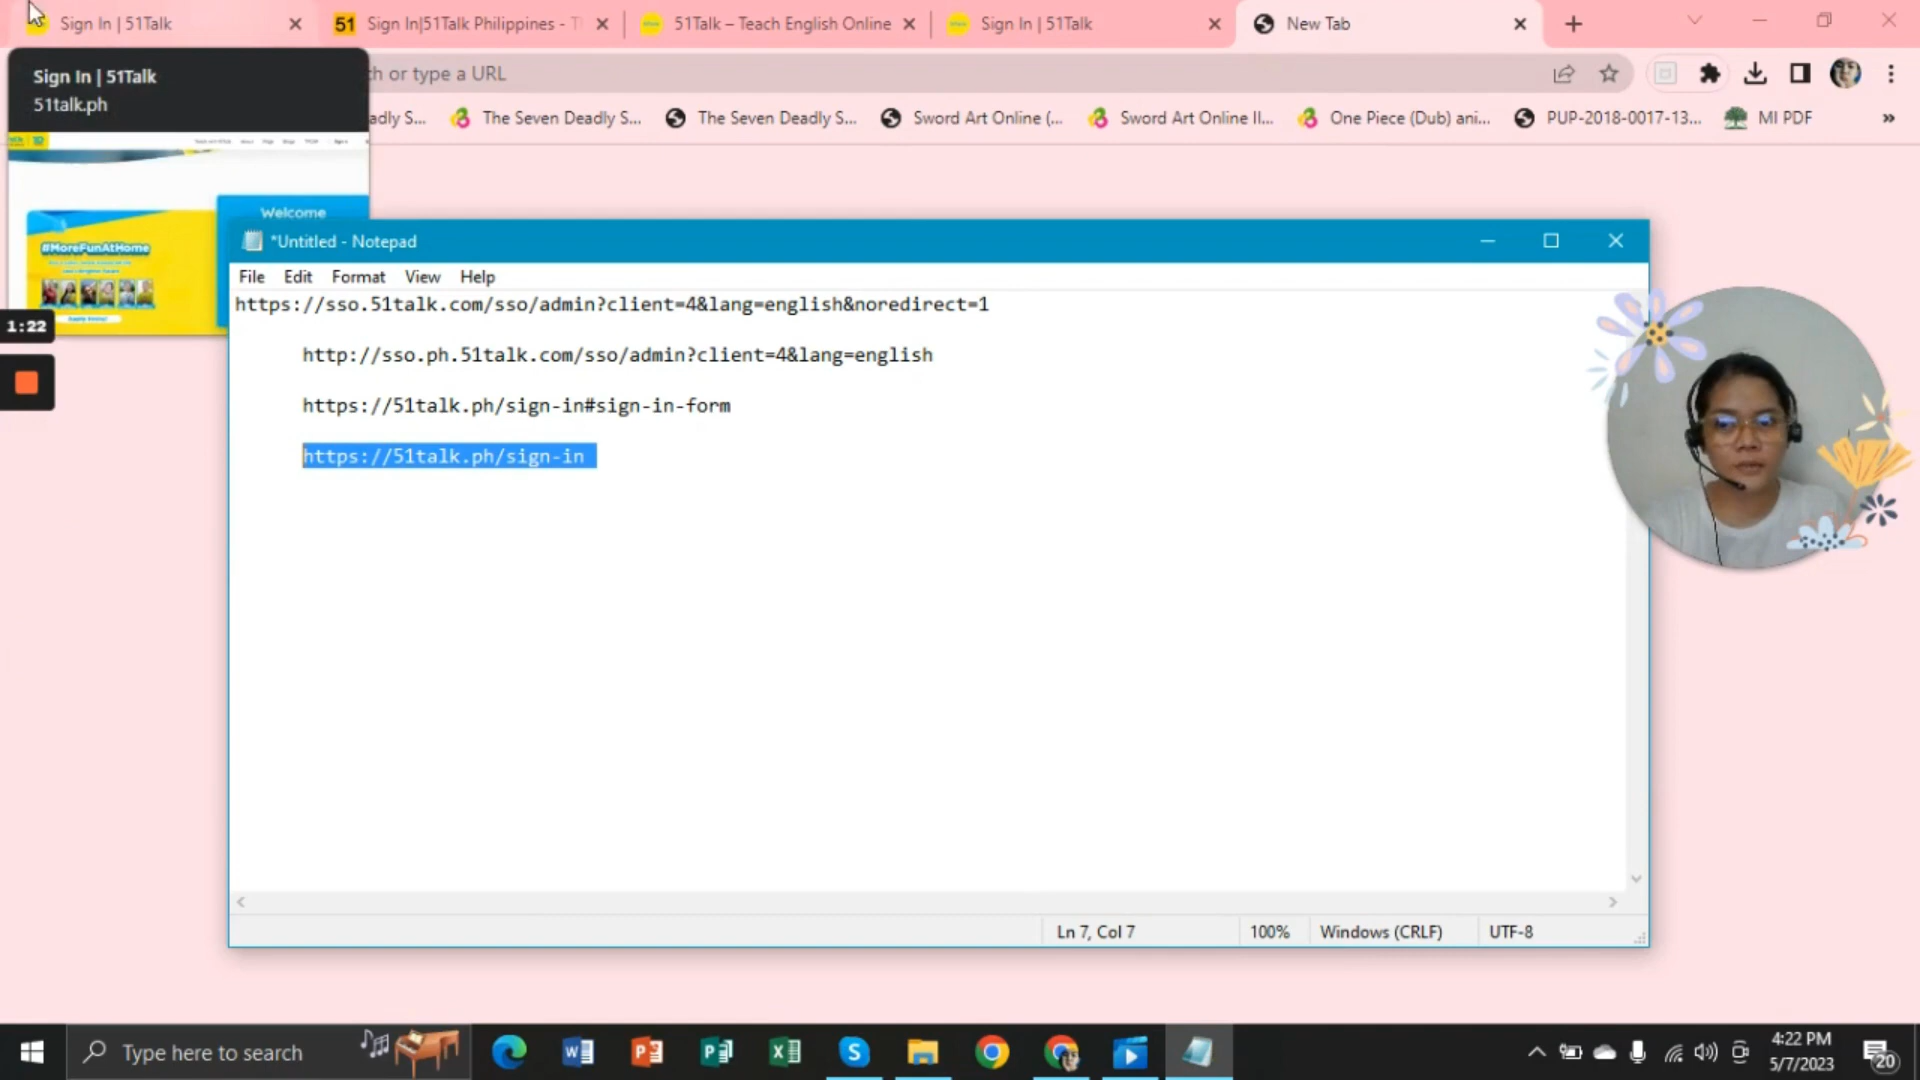 Sign In | 51Talk
Sign In|51Talk Philippines - T
51Talk – Teach English Online
Sign In | 51Talk
New Tab
Sign In | 51Talk
51talk.ph
h or type a URL
adly S...
The Seven Deadly S...
The Seven Deadly S...
Sword Art Online (...
Sword Art Online II...
One Piece (Dub) ani...
PUP-2018-0017-13...
MI PDF
»
Welcome
#MoreFunAtHome
1:22
*Untitled - Notepad
File Edit Format View Help
https://sso.51talk.com/sso/admin?client=4&lang=english&noredirect=1
http://sso.ph.51talk.com/sso/admin?client=4&lang=english
https://51talk.ph/sign-in#sign-in-form
https://51talk.ph/sign-in
Ln 7, Col 7
100%
Windows (CRLF)
UTF-8
Type here to search
4:22 PM
5/7/2023
20